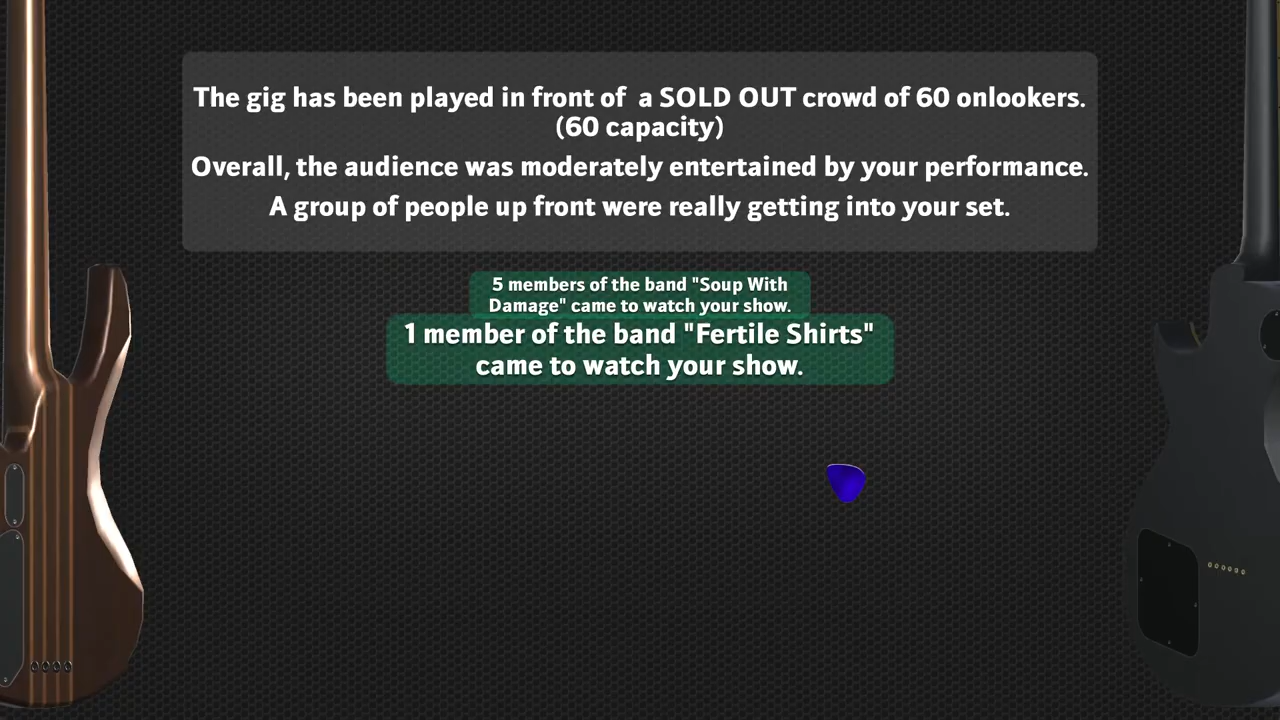 The gig has been played in front of  a SOLD OUT crowd of 60 onlookers.
(60 capacity)
Overall, the audience was moderately entertained by your performance.
A group of people up front were really getting into your set.
5 members of the band "Soup With
Damage" came to watch your show.
1 member of the band "Fertile Shirts"
came to watch your show.